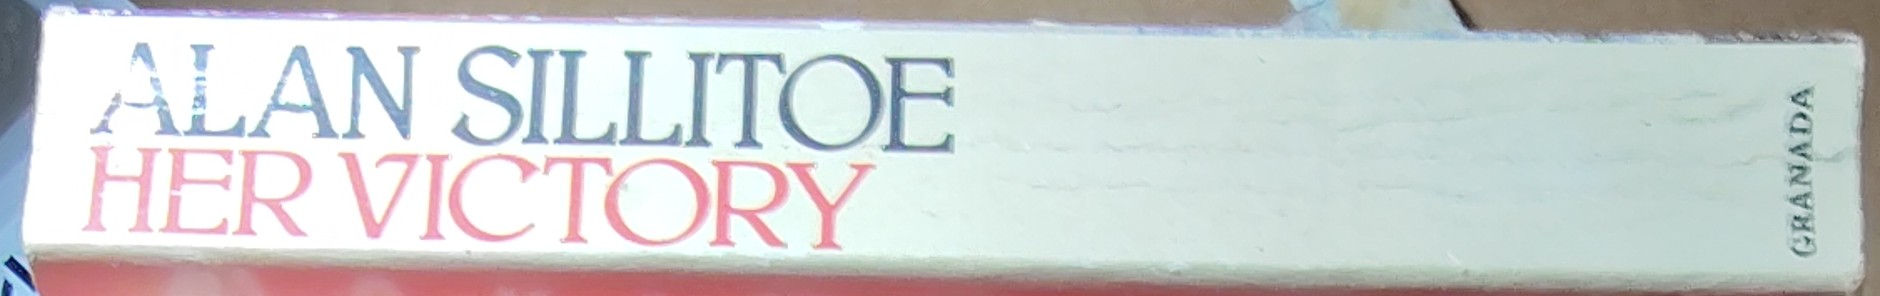 ALAN SILLITOE
HER VICTORY
GRANADA